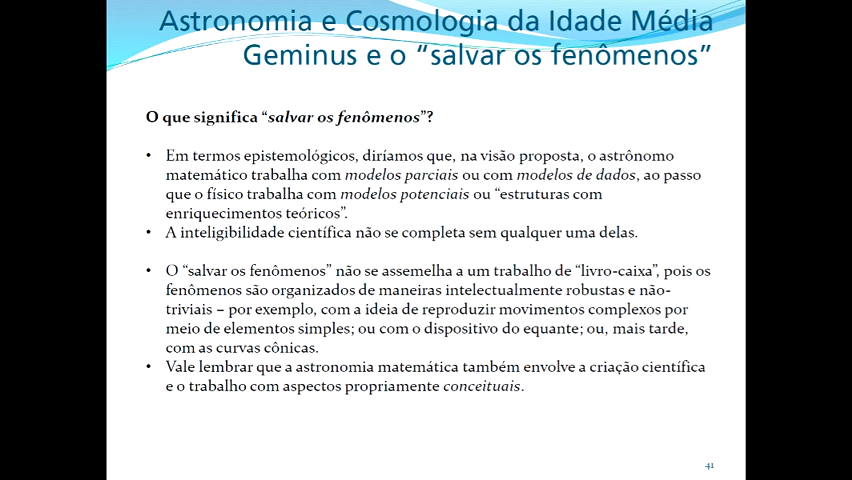 Astronomia e Cosmologia da Idade Média
Geminus e o “salvar os fenômenos”
O que significa “salvar os fenômenos”?
• Em termos epistemológicos, diríamos que, na visão proposta, o astrônomo
matemático trabalha com modelos parciais ou com modelos de dados, ao passo
que o físico trabalha com modelos potenciais ou “estruturas com
enriquecimentos teóricos”.
• A inteligibilidade científica não se completa sem qualquer uma delas.
• O “salvar os fenômenos” não se assemelha a um trabalho de “livro-caixa”, pois os
fenômenos são organizados de maneiras intelectualmente robustas e não-
triviais – por exemplo, com a ideia de reproduzir movimentos complexos por
meio de elementos simples; ou com o dispositivo do equante; ou, mais tarde,
com as curvas cônicas.
• Vale lembrar que a astronomia matemática também envolve a criação científica
e o trabalho com aspectos propriamente conceituais.
41